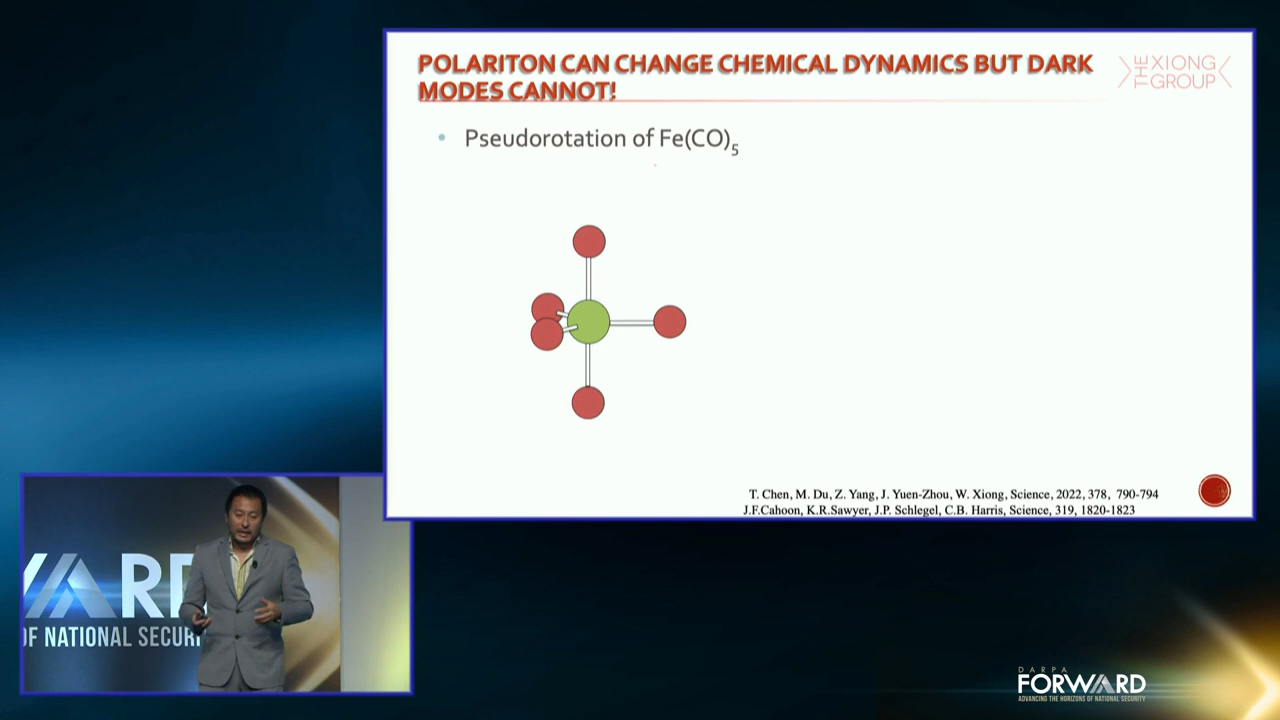 POLARITON CAN CHANGE CHEMICAL DYNAMICS BUT DARK
MODES CANNOT!
THE XIONG GROUP
• Pseudorotation of Fe(CO)5
T. Chen, M. Du, Z. Yang, J. Yuen-Zhou, W. Xiong, Science, 2022, 378, 790-794
J.F.Cahoon, K.R.Sawyer, J.P. Schlegel, C.B. Harris, Science, 319, 1820-1823
WARD
OF NATIONAL SECURI
DARPA
FORWARD
ADVANCING THE HORIZONS OF NATIONAL SECURITY